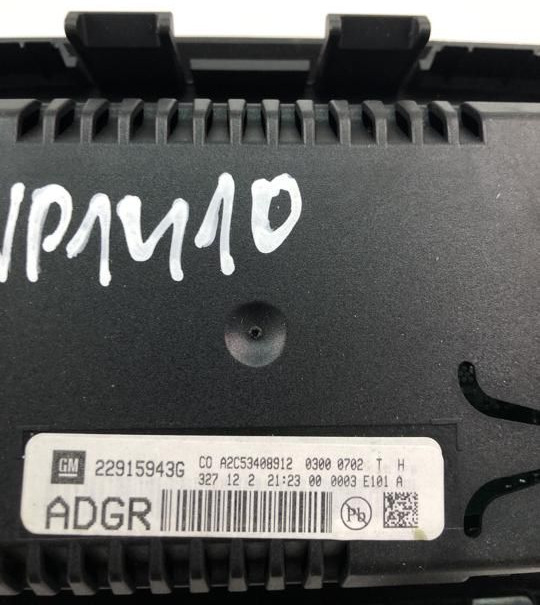 VP1410
GM 22915943G CO A2C53408912 0300 0702 T H
327 12 2 21:23 00 0003 E101 A
ADGR Pb